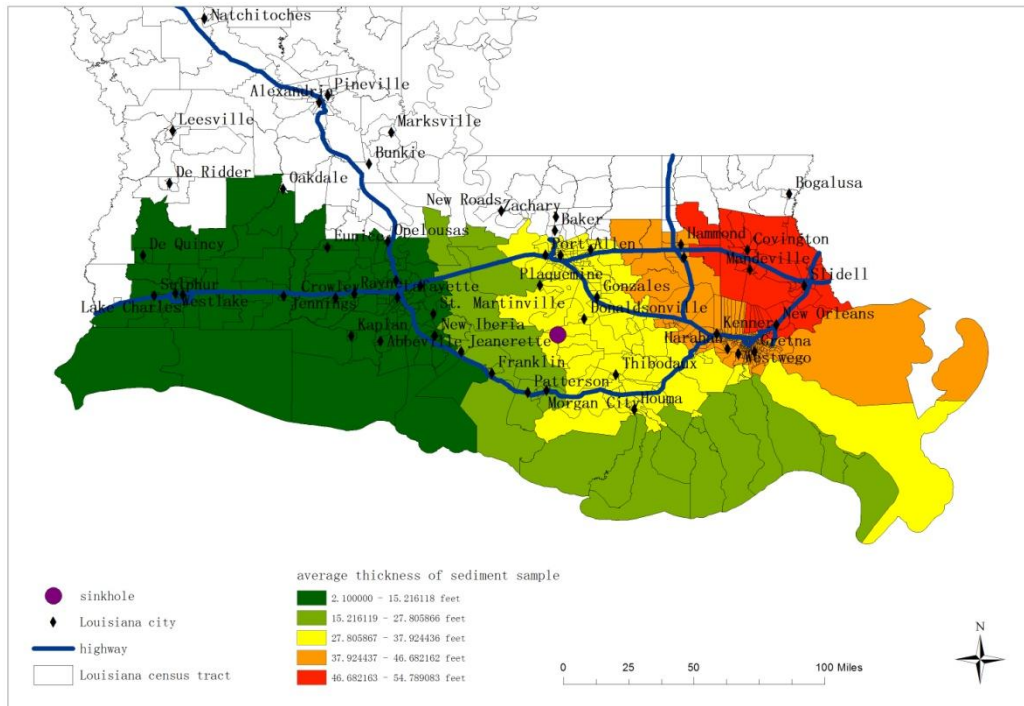 Natchitoches
Pineville
Alexandria
Leesville
Marksville
Bunkie
De Ridder
Oakdale
New Roads
Zachary
Baker
Bogalusa
De Quincy
Eunice
Opelousas
Port Allen
Hammond
Covington
Mandeville
Plaquemine
Slidell
Sulphur
Westlake
Lake Charles
Crowley
Jennings
Rayne
Lafayette
Gonzales
St. Martinville
Donaldsonville
New Orleans
Kaplan
Abbeville
New Iberia
Jeanerette
Kenner
Harahan
Gretna
Westwego
Franklin
Thibodaux
Patterson
Morgan City
Houma
sinkhole
Louisiana city
highway
Louisiana census tract
average thickness of sediment sample
2.100000 - 15.216118 feet
15.216119 - 27.805866 feet
27.805867 - 37.924436 feet
37.924437 - 46.682162 feet
46.682163 - 54.789083 feet
0 25 50 100 Miles
N